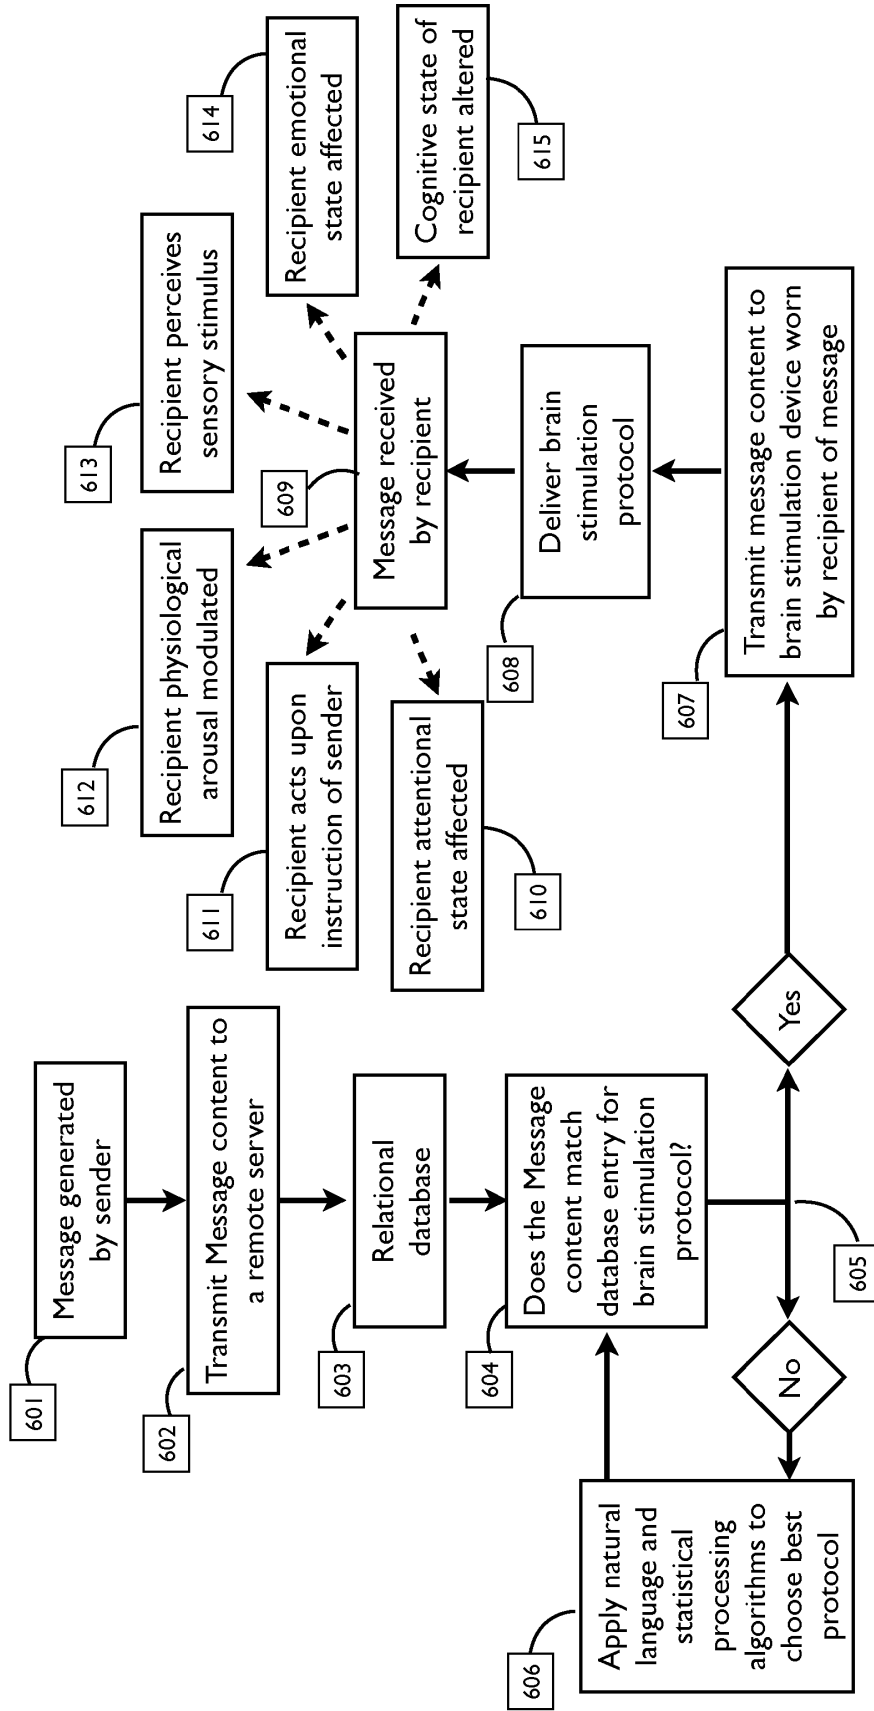 601
Message generated
by sender
602
Transmit Message content to
a remote server
603
Relational
database
604
Does the Message
content match
database entry for
brain stimulation
protocol?
605
No
Yes
606
Apply natural
language and
statistical
processing
algorithms to
choose best
protocol
607
Transmit message content to
brain stimulation device worn
by recipient of message
608
Deliver brain
stimulation
protocol
609
Message received
by recipient
610
Recipient attentional
state affected
611
Recipient acts upon
instruction of sender
612
Recipient physiological
arousal modulated
613
Recipient perceives
sensory stimulus
614
Recipient emotional
state affected
615
Cognitive state of
recipient altered